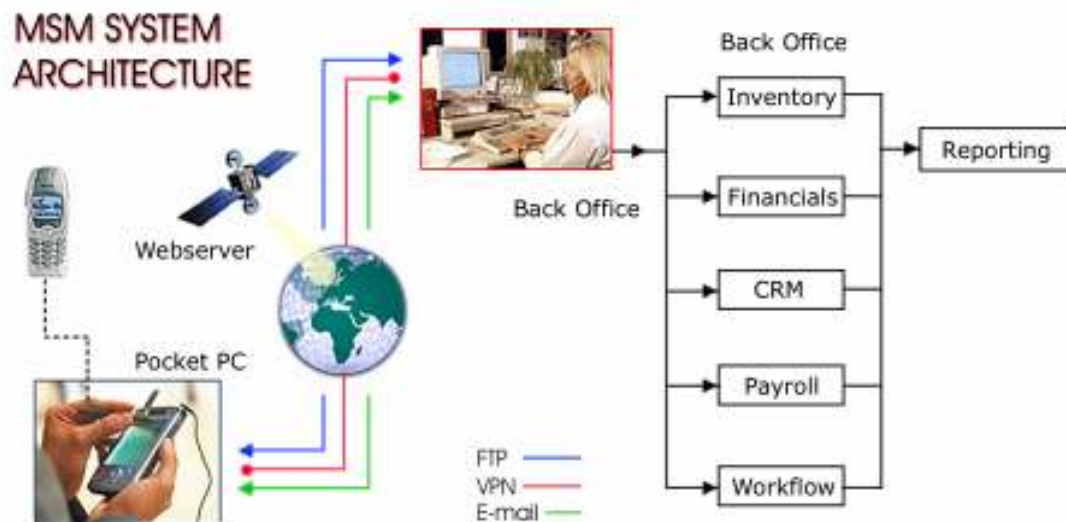 MSM SYSTEM
ARCHITECTURE
Webserver
Pocket PC
Back Office
Back Office
Inventory
Financials
CRM
Payroll
Workflow
Reporting
FTP
VPN
E-mail